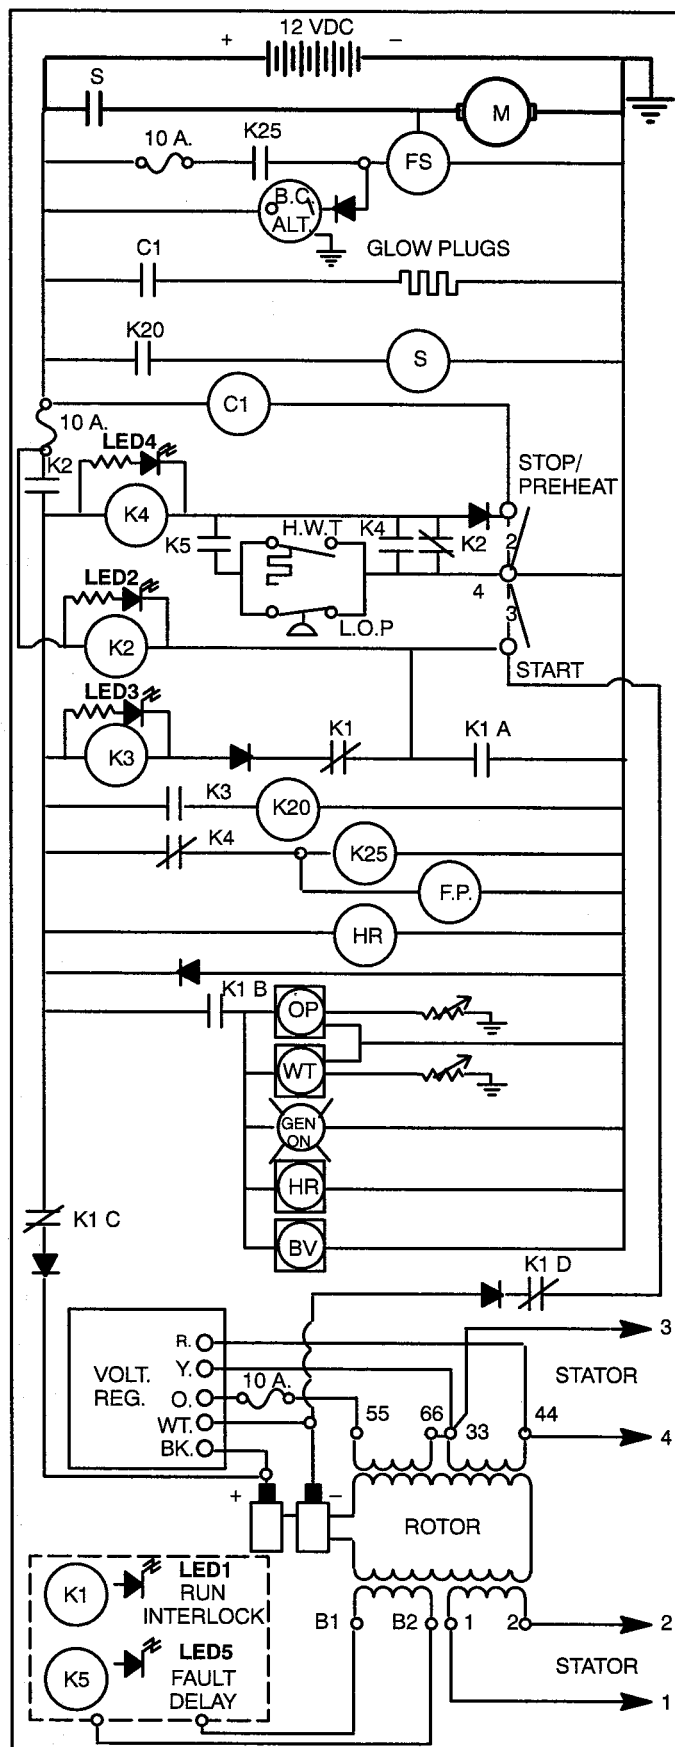 + 12 VDC −
S
M
10 A.
K25
FS
B.C.
ALT.
C1
GLOW PLUGS
K20
S
C1
10 A.
LED4
K2
STOP/
PREHEAT
K4
H.W.T
K4
K5
K2
2
4
LED2
3
L.O.P
K2
START
LED3
K1
K1 A
K3
K3
K20
K4
K25
F.P.
HR
K1 B
OP
WT
GEN
ON
HR
K1 C
BV
K1 D
3
R.
VOLT.
REG.
Y.
STATOR
10 A.
O.
55
66
33
44
WT.
4
BK.
+
−
ROTOR
LED1
K1
RUN
INTERLOCK
B1
B2
1
2
2
LED5
K5
FAULT
DELAY
STATOR
1